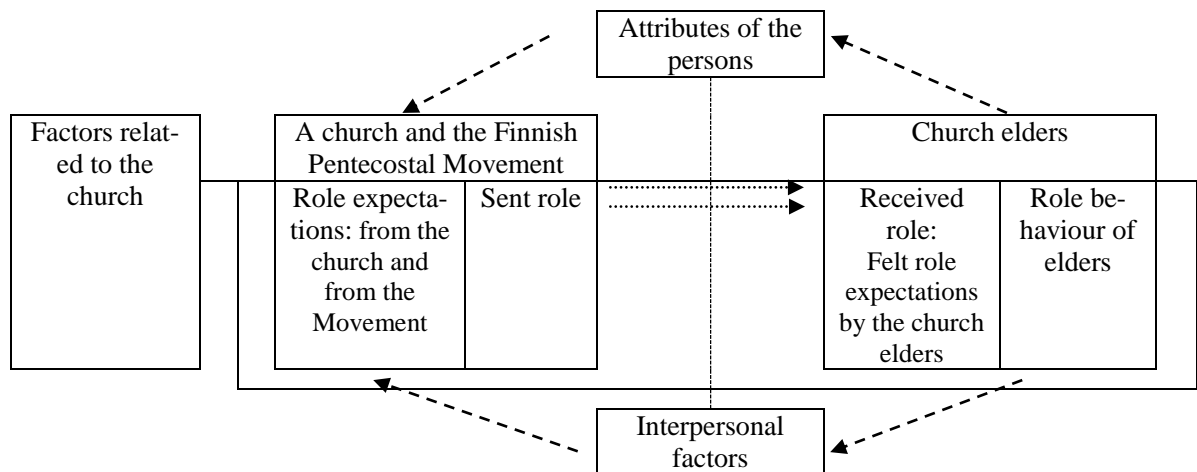 Attributes of the
persons
Factors relat-
ed to the
church
A church and the Finnish
Pentecostal Movement
Role expecta-
tions: from the
church and
from the
Movement
Sent role
Church elders
Received
role:
Felt role
expectations
by the church
elders
Role be-
haviour of
elders
Interpersonal
factors